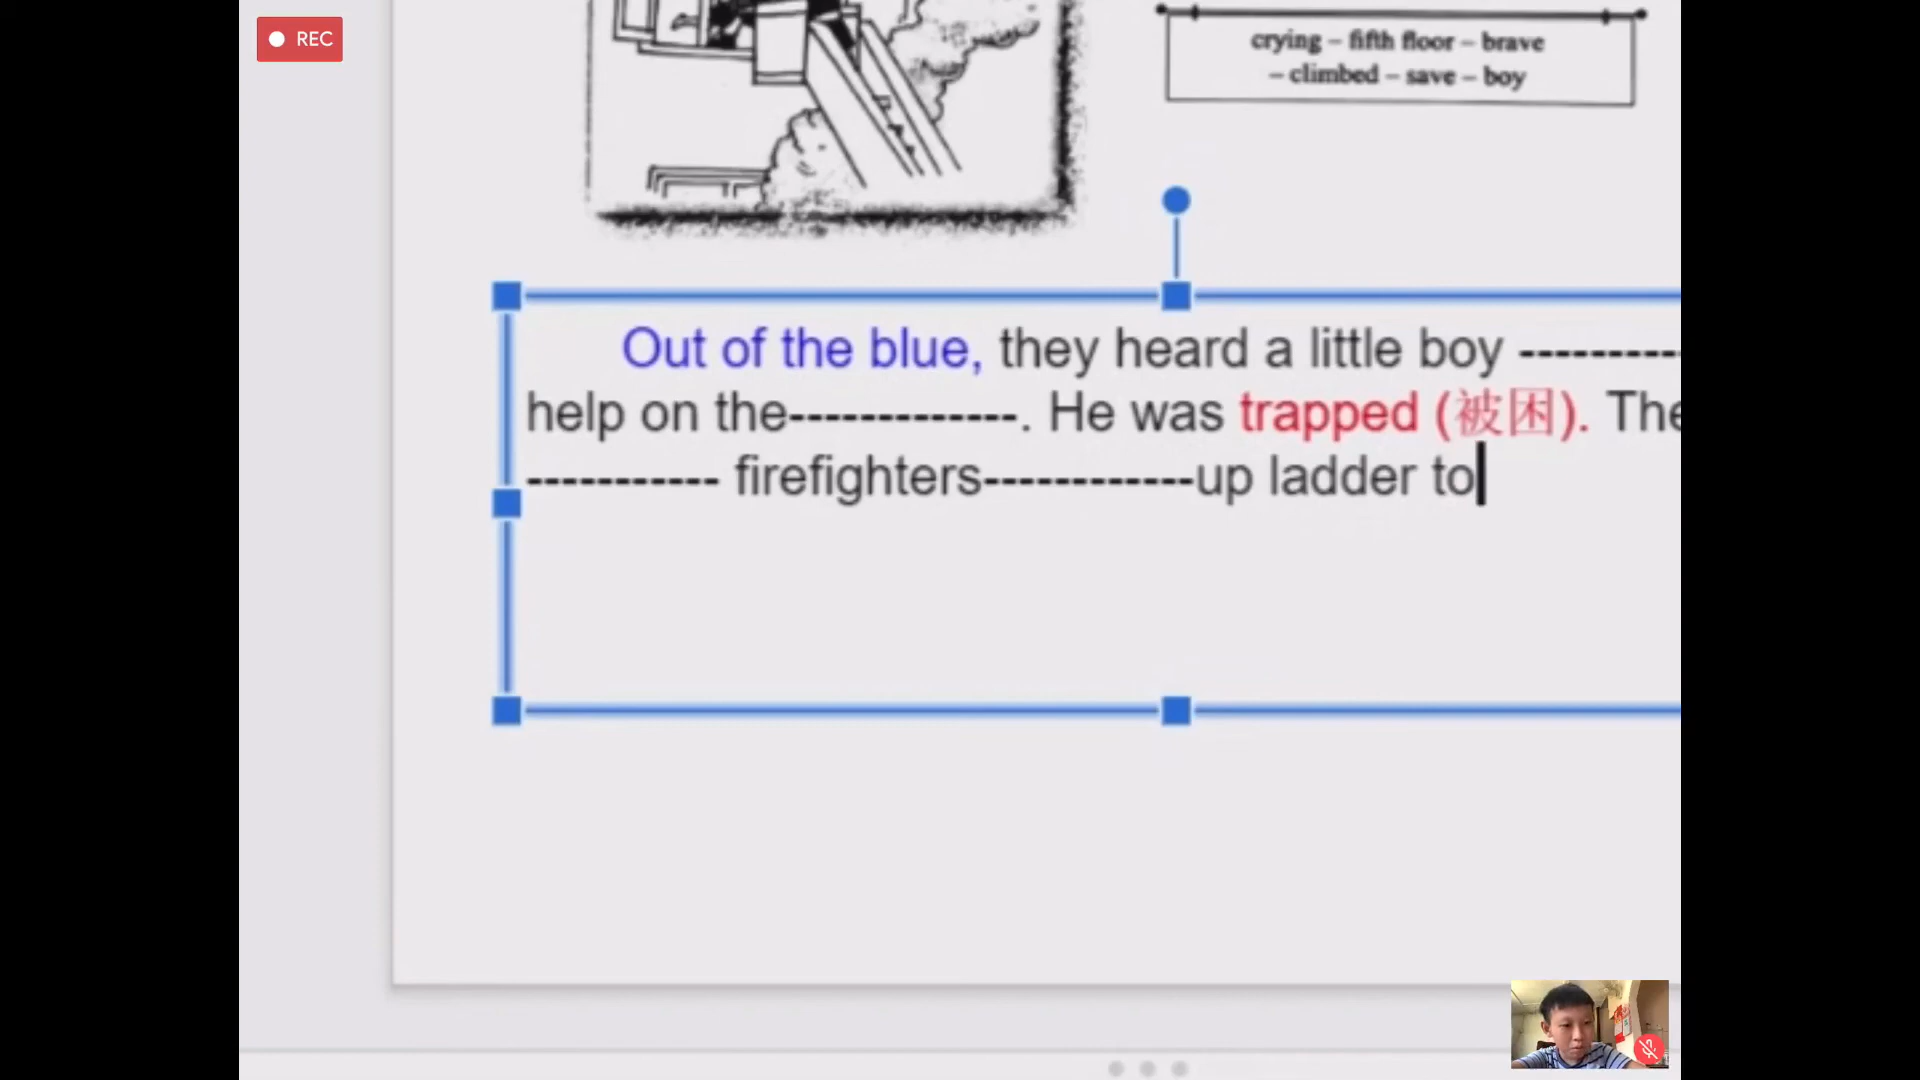 REC
crying – fifth floor – brave
– climbed – save – boy
Out of the blue, they heard a little boy ----------
help on the-------------. He was trapped (被困). The
----------- firefighters------------up ladder to